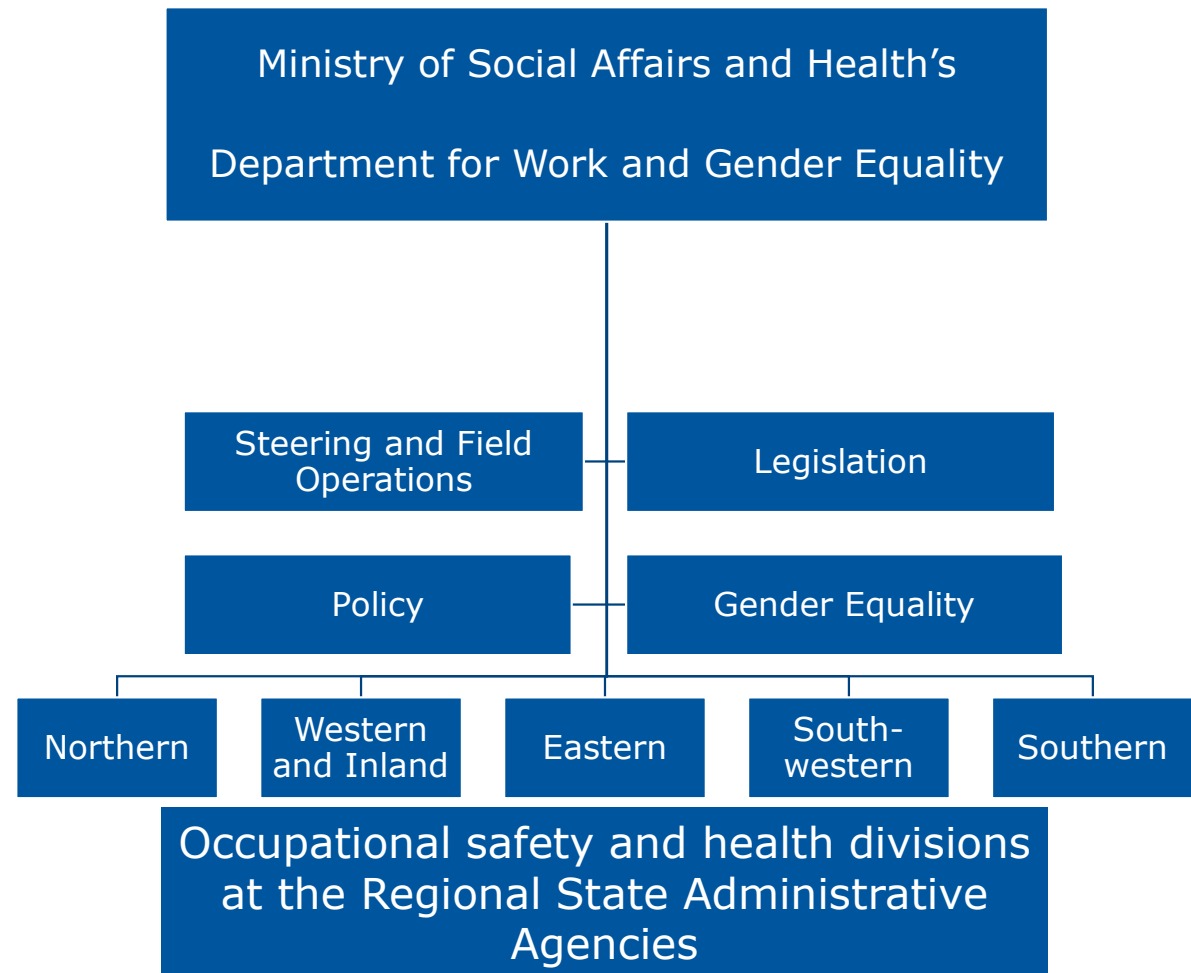 Ministry of Social Affairs and Health’s
Department for Work and Gender Equality
Steering and Field
Operations
Legislation
Policy
Gender Equality
Northern
Western
and Inland
Eastern
South-
western
Southern
Occupational safety and health divisions
at the Regional State Administrative
Agencies